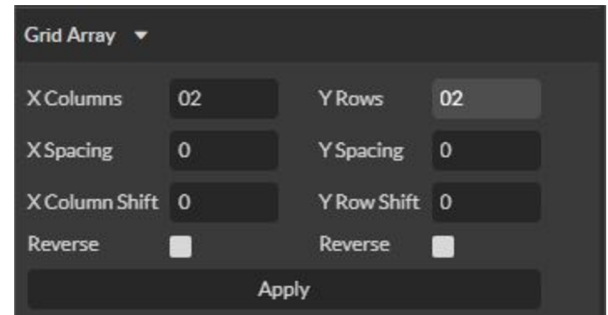 Grid Array
X Columns 02 Y Rows 02
X Spacing 0 Y Spacing 0
X Column Shift 0 Y Row Shift 0
Reverse Reverse
Apply